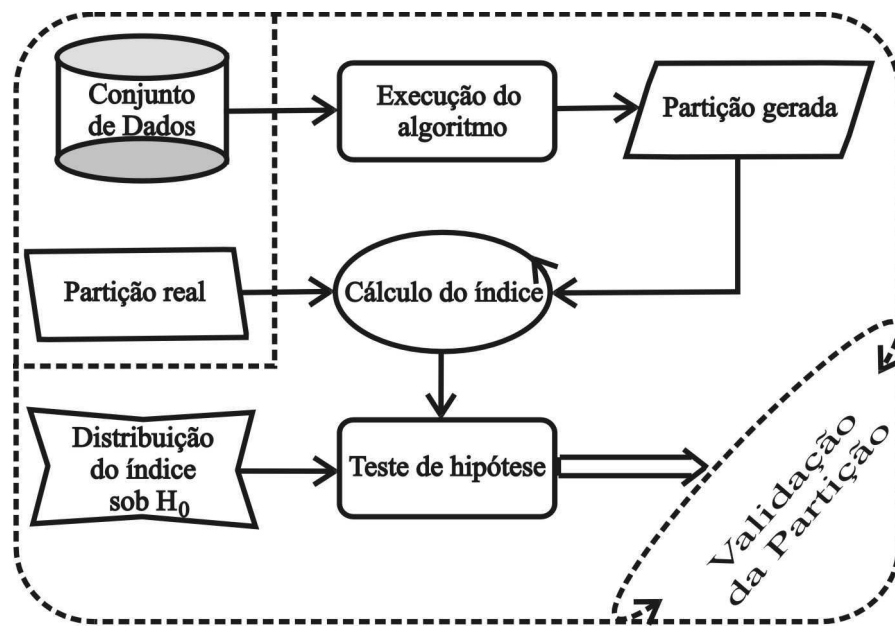 Conjunto
de Dados
Execução do
algoritmo
Partição gerada
Partição real
Cálculo do índice
Distribuição
do índice
sob H₀
Teste de hipótese
Validação
da Partição